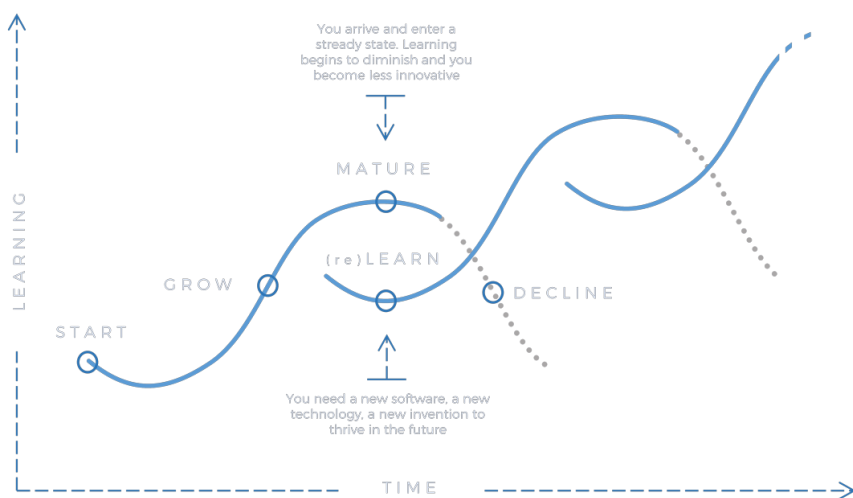 You arrive and enter a
stready state. Learning
begins to diminish and you
become less innovative
MATURE
LEARNING
(re)LEARN
GROW
DECLINE
START
You need a new software, a new
technology, a new invention to
thrive in the future
TIME